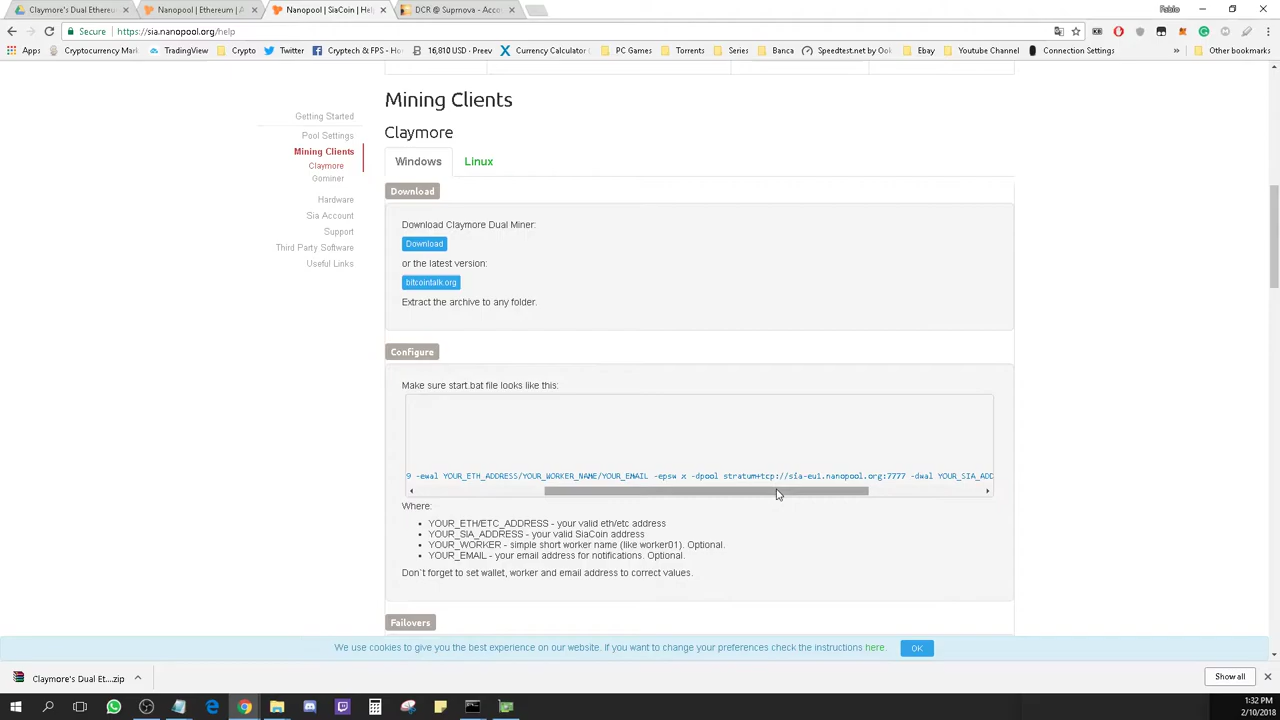 Claymore's Dual Ethereu
Nanopool | Ethereum | A
Nanopool | SiaCoin | Hel
DCR @ Suprnova - Acco
Fabio
Secure
https://sia.nanopool.org/help
Apps
Cryptocurrency Mark
TradingView
Crypto
Twitter
Cryptech & FPS - Ho
16,810 USD - Preev
Currency Calculator
PC Games
Torrents
Series
Banca
Speedtest.net by Ook
Ebay
Youtube Channel
Connection Settings
Other bookmarks
Mining Clients
Claymore
Windows
Linux
Getting Started
Pool Settings
Mining Clients
Claymore
Gominer
Hardware
Sia Account
Support
Third Party Software
Useful Links
Download
Download Claymore Dual Miner:
Download
or the latest version:
bitcointalk.org
Extract the archive to any folder.
Configure
Make sure start.bat file looks like this:
9 -ewal YOUR_ETH_ADDRESS/YOUR_WORKER_NAME/YOUR_EMAIL -epsw x -dpool stratum+tcp://sia-eu1.nanopool.org:7777 -dwal YOUR_SIA_ADD
Where:
YOUR_ETH/ETC_ADDRESS - your valid eth/etc address
YOUR_SIA_ADDRESS - your valid SiaCoin address
YOUR_WORKER - simple short worker name (like worker01). Optional.
YOUR_EMAIL - your email address for notifications. Optional.
Don`t forget to set wallet, worker and email address to correct values.
Failovers
We use cookies to give you the best experience on our website. If you want to change your preferences check the instructions here.
OK
Claymore's Dual Et....zip
Show all
1:32 PM
2/10/2018